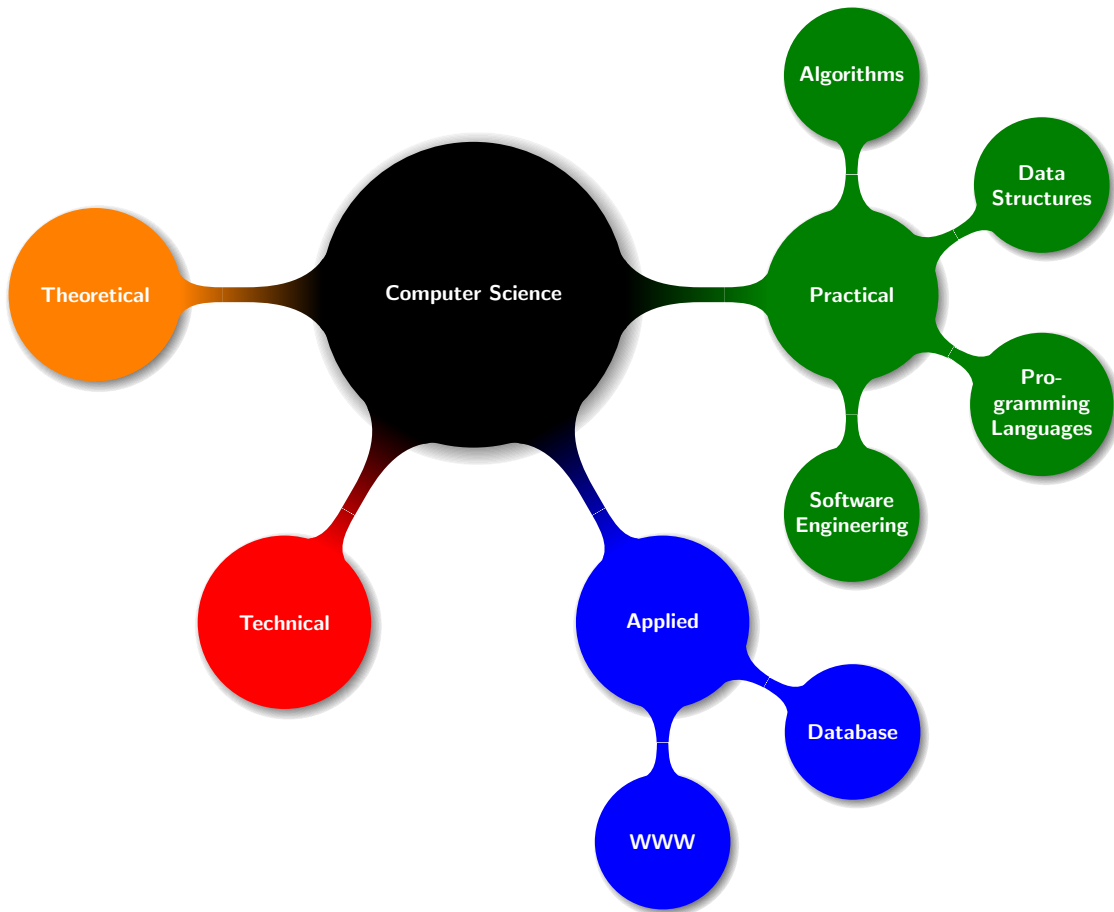 Algorithms
Data
Structures
Theoretical
Computer Science
Practical
Pro-
gramming
Languages
Software
Engineering
Technical
Applied
Database
WWW